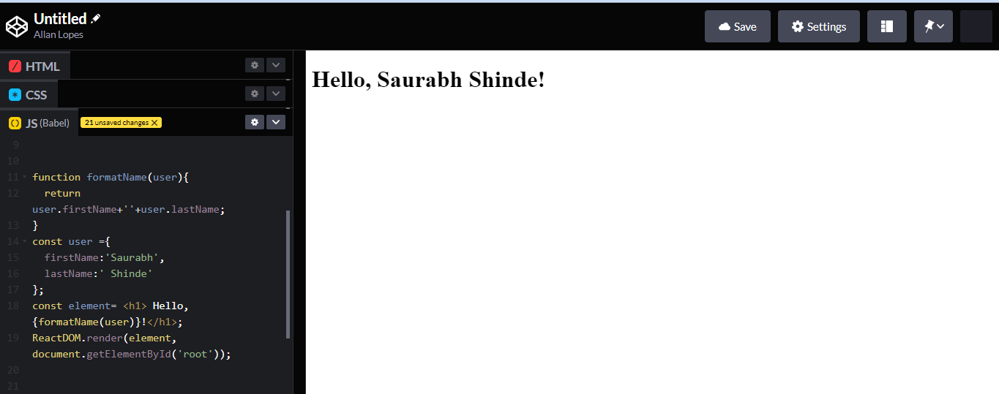 Untitled
Allan Lopes
Save
Settings
HTML
CSS
JS (Babel)
21 unsaved changes X
9
10
11 function formatName(user){
12 return
user.firstName+''+user.lastName;
13 }
14 const user ={
15 firstName:'Saurabh',
16 lastName:' Shinde'
17 };
18 const element= <h1> Hello,
{formatName(user)}!</h1>;
19 ReactDOM.render(element,
document.getElementById('root'));
20
21
Hello, Saurabh Shinde!